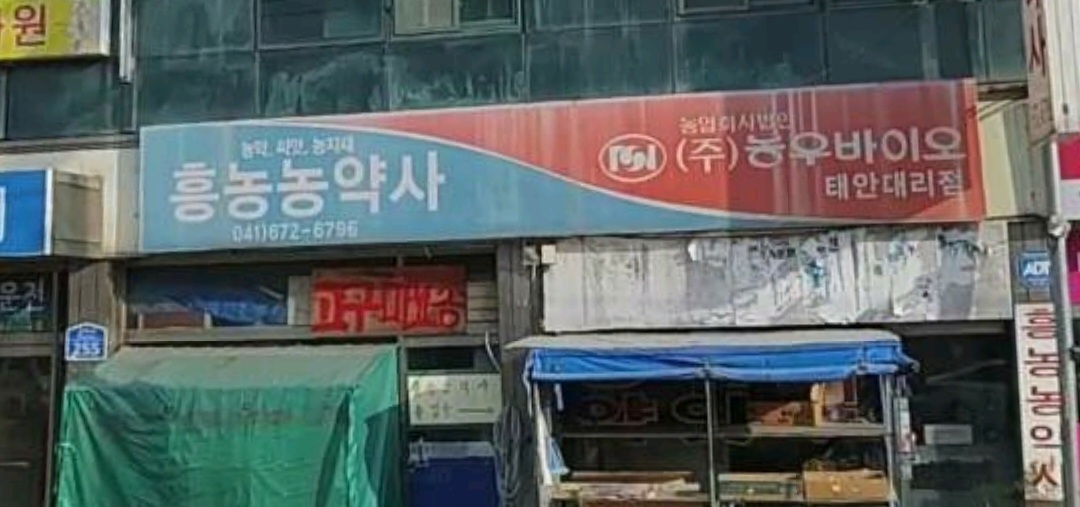 원
농약, 씨앗, 농자재
흥농농약사
041)672-6796
농업회사법인
(주)농우바이오
태안대리점
255
ADT
흥농농약사